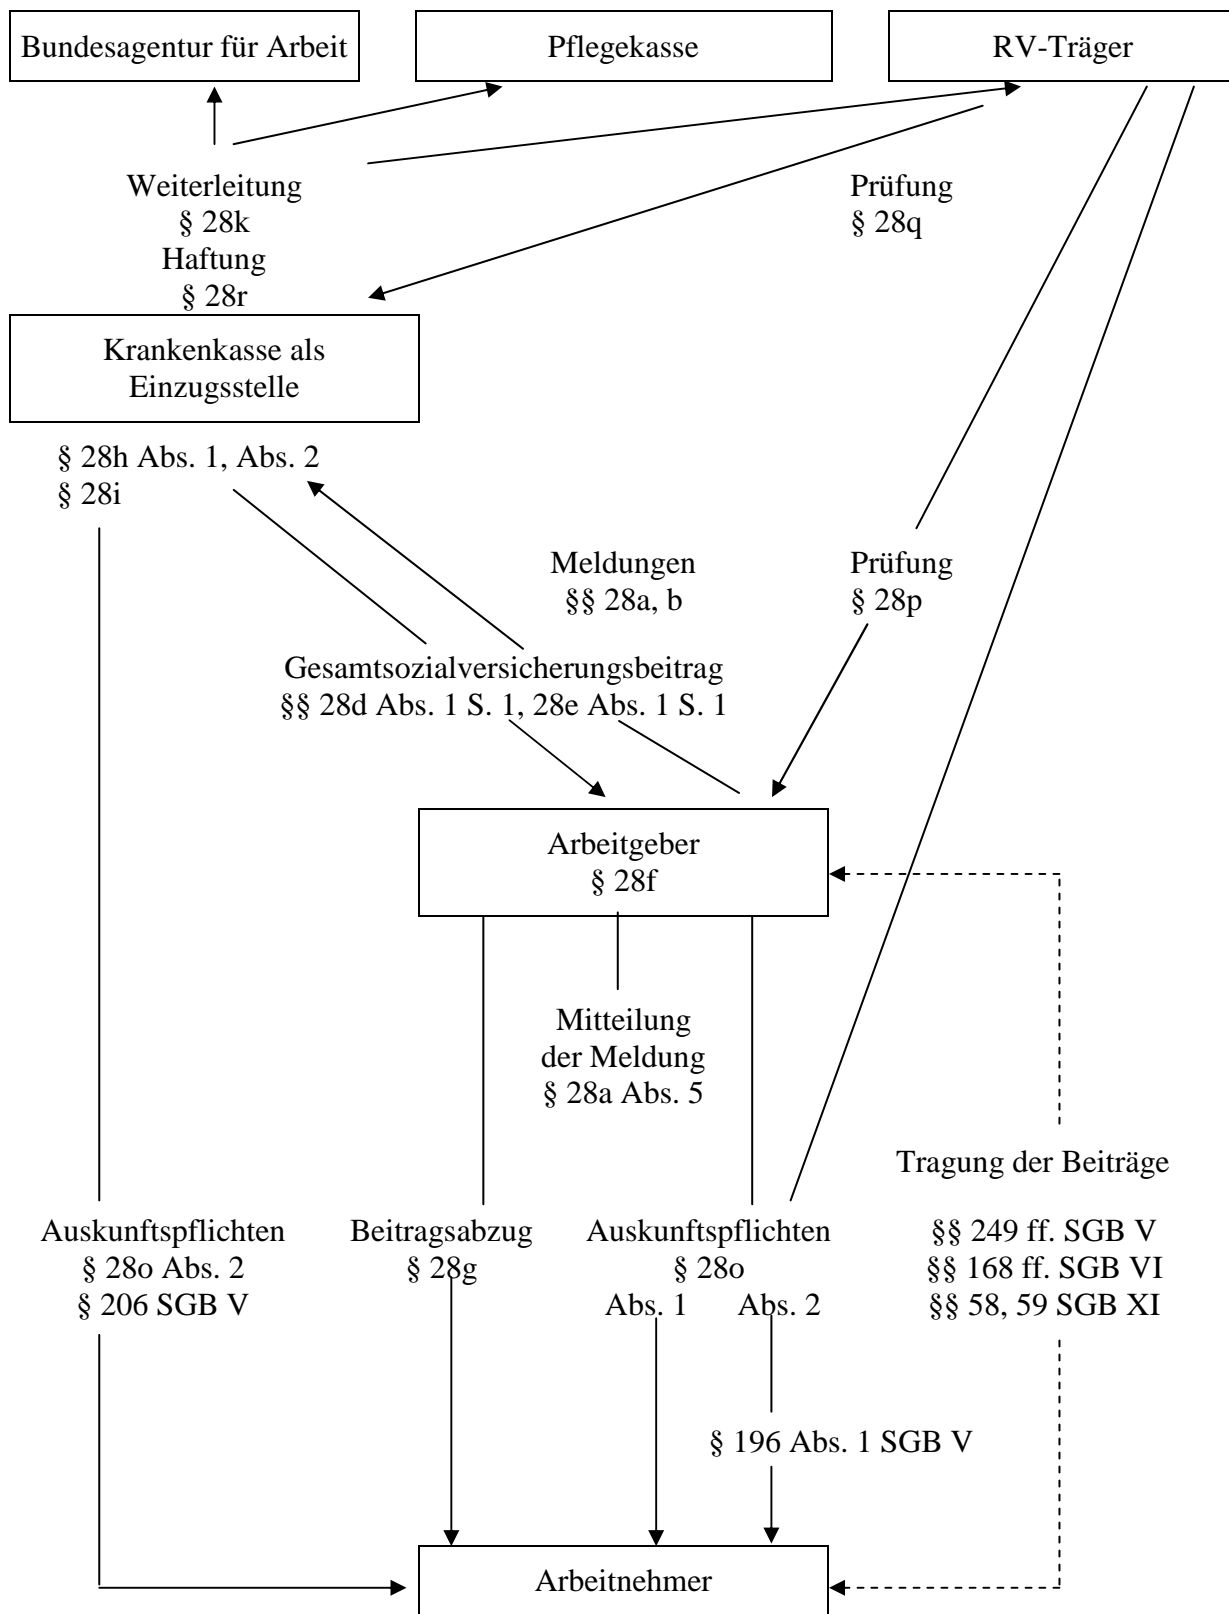 Bundesagentur für Arbeit
Pflegekasse
RV-Träger
Weiterleitung
§ 28k
Haftung
§ 28r
Prüfung
§ 28q
Krankenkasse als
Einzugsstelle
§ 28h Abs. 1, Abs. 2
§ 28i
Meldungen
§§ 28a, b
Prüfung
§ 28p
Gesamtsozialversicherungsbeitrag
§§ 28d Abs. 1 S. 1, 28e Abs. 1 S. 1
Arbeitgeber
§ 28f
Mitteilung
der Meldung
§ 28a Abs. 5
Tragung der Beiträge
§§ 249 ff. SGB V
§§ 168 ff. SGB VI
§§ 58, 59 SGB XI
Auskunftspflichten
§ 28o Abs. 2
§ 206 SGB V
Beitragsabzug
§ 28g
Auskunftspflichten
§ 28o
Abs. 1 Abs. 2
§ 196 Abs. 1 SGB V
Arbeitnehmer